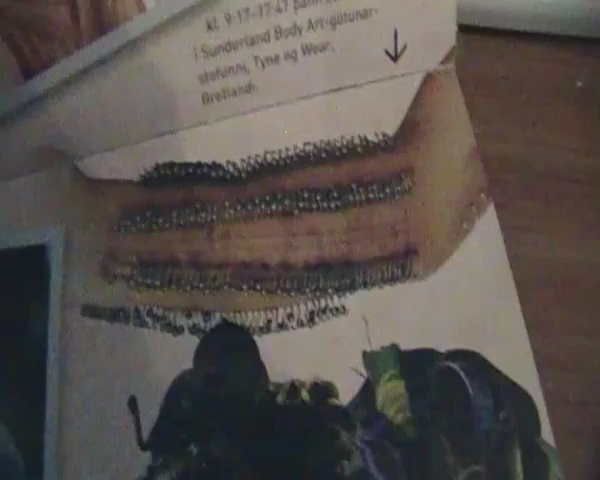 kl. 9.17-17.47
í Sunderland Body Art-götunar-
stofunni, Tyne og Wear,
Bretlandi.